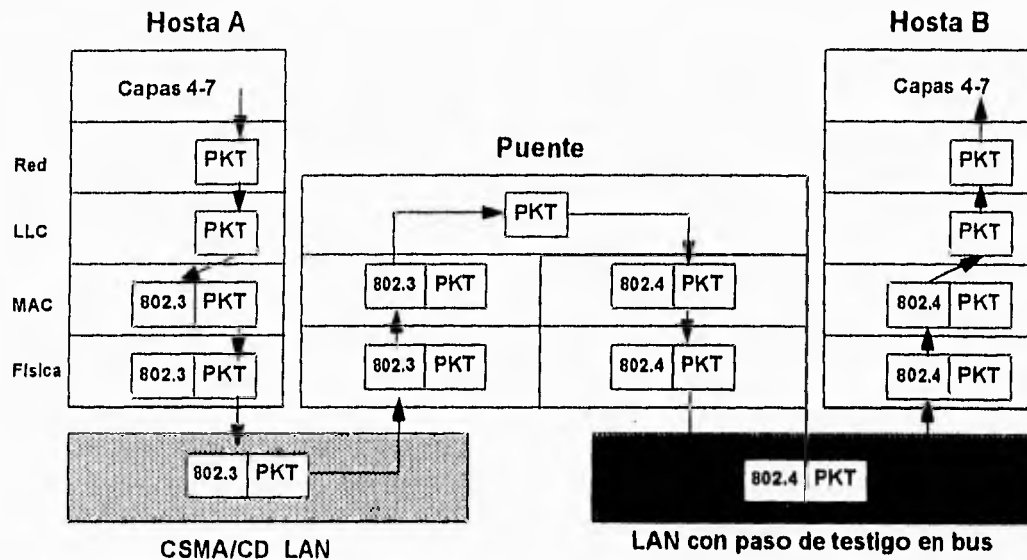 Hosta A
Hosta B
Capas 4-7
Capas 4-7
Puente
Red
PKT
PKT
PKT
LLC
PKT
PKT
MAC
802.3 PKT
802.3 PKT
802.4 PKT
802.4 PKT
Física
802.3 PKT
802.3 PKT
802.4 PKT
802.4 PKT
802.3 PKT
802.4 PKT
CSMA/CD LAN
LAN con paso de testigo en bus